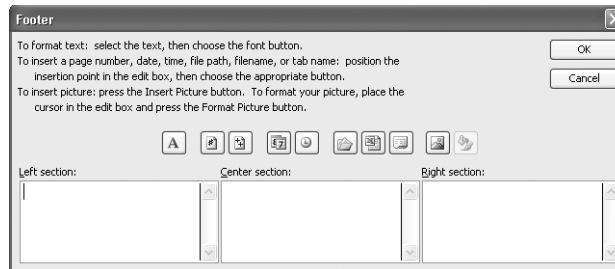 Footer
To format text: select the text, then choose the font button.
To insert a page number, date, time, file path, filename, or tab name: position the
insertion point in the edit box, then choose the appropriate button.
To insert picture: press the Insert Picture button. To format your picture, place the
cursor in the edit box and press the Format Picture button.
OK
Cancel
A
Left section:
Center section:
Right section: